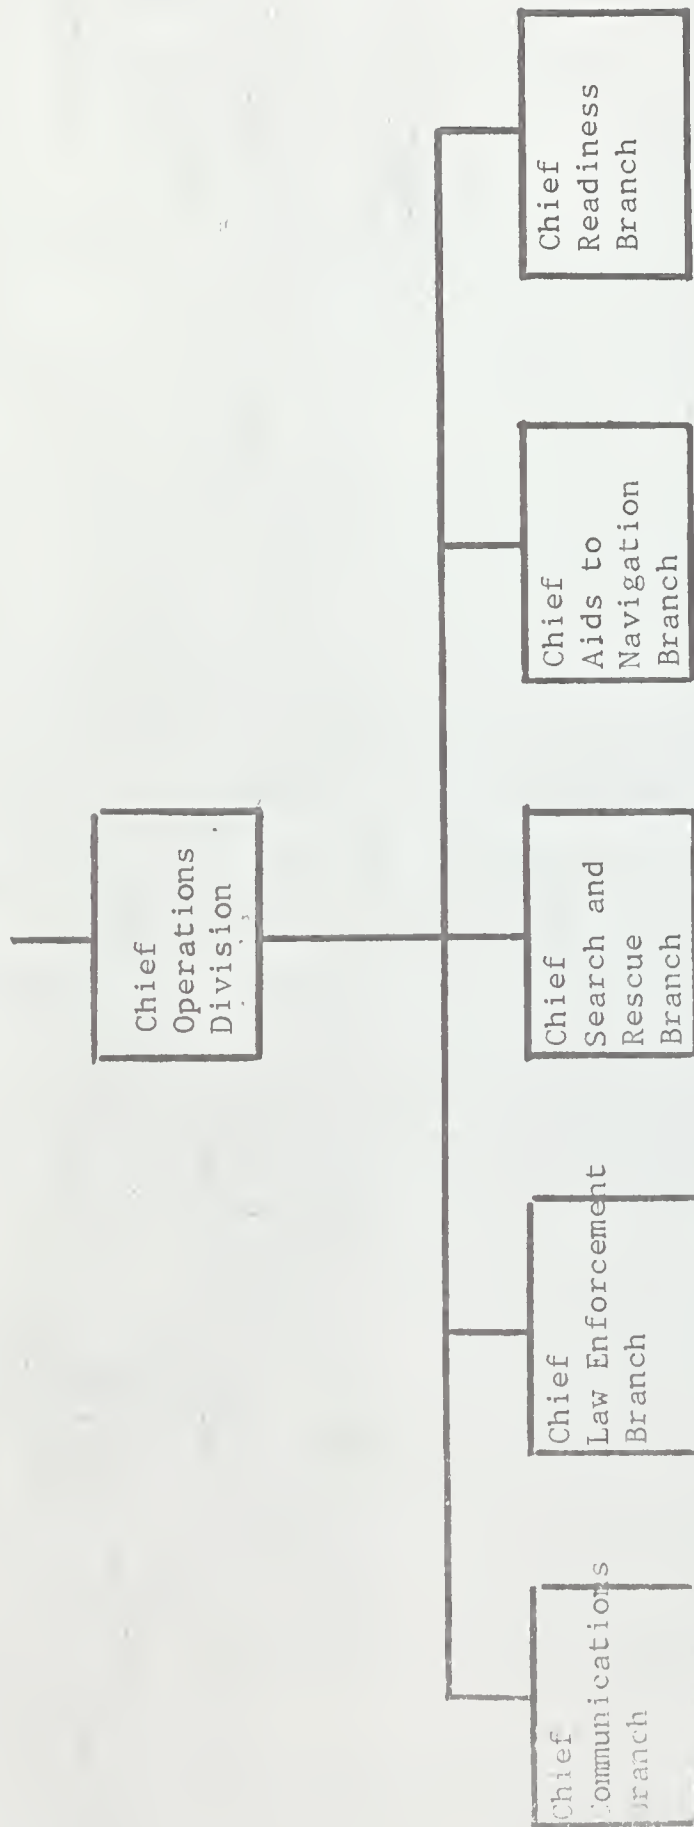 Chief
Operations
Division
Chief
Communications
Branch
Chief
Law Enforcement
Branch
Chief
Search and
Rescue
Branch
Chief
Aids to
Navigation
Branch
Chief
Readiness
Branch